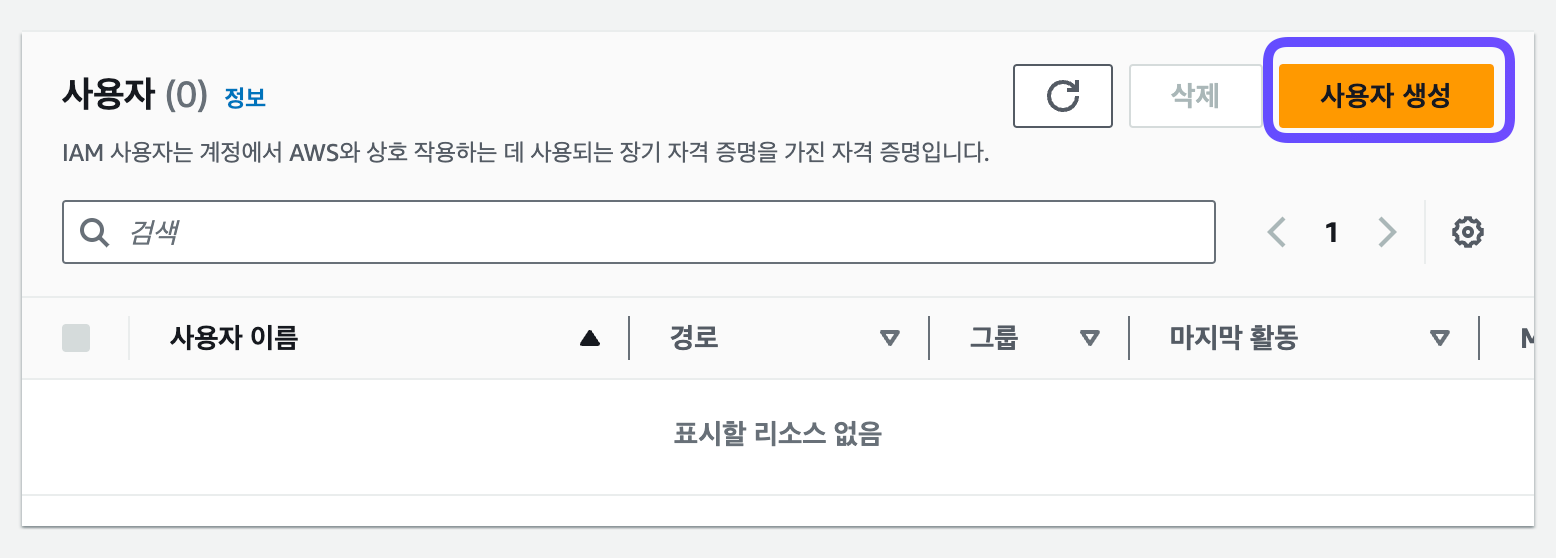 사용자 (0) 정보
삭제
사용자 생성
IAM 사용자는 계정에서 AWS와 상호 작용하는 데 사용되는 장기 자격 증명을 가진 자격 증명입니다.
검색
1
사용자 이름 경로 그룹 마지막 활동
표시할 리소스 없음